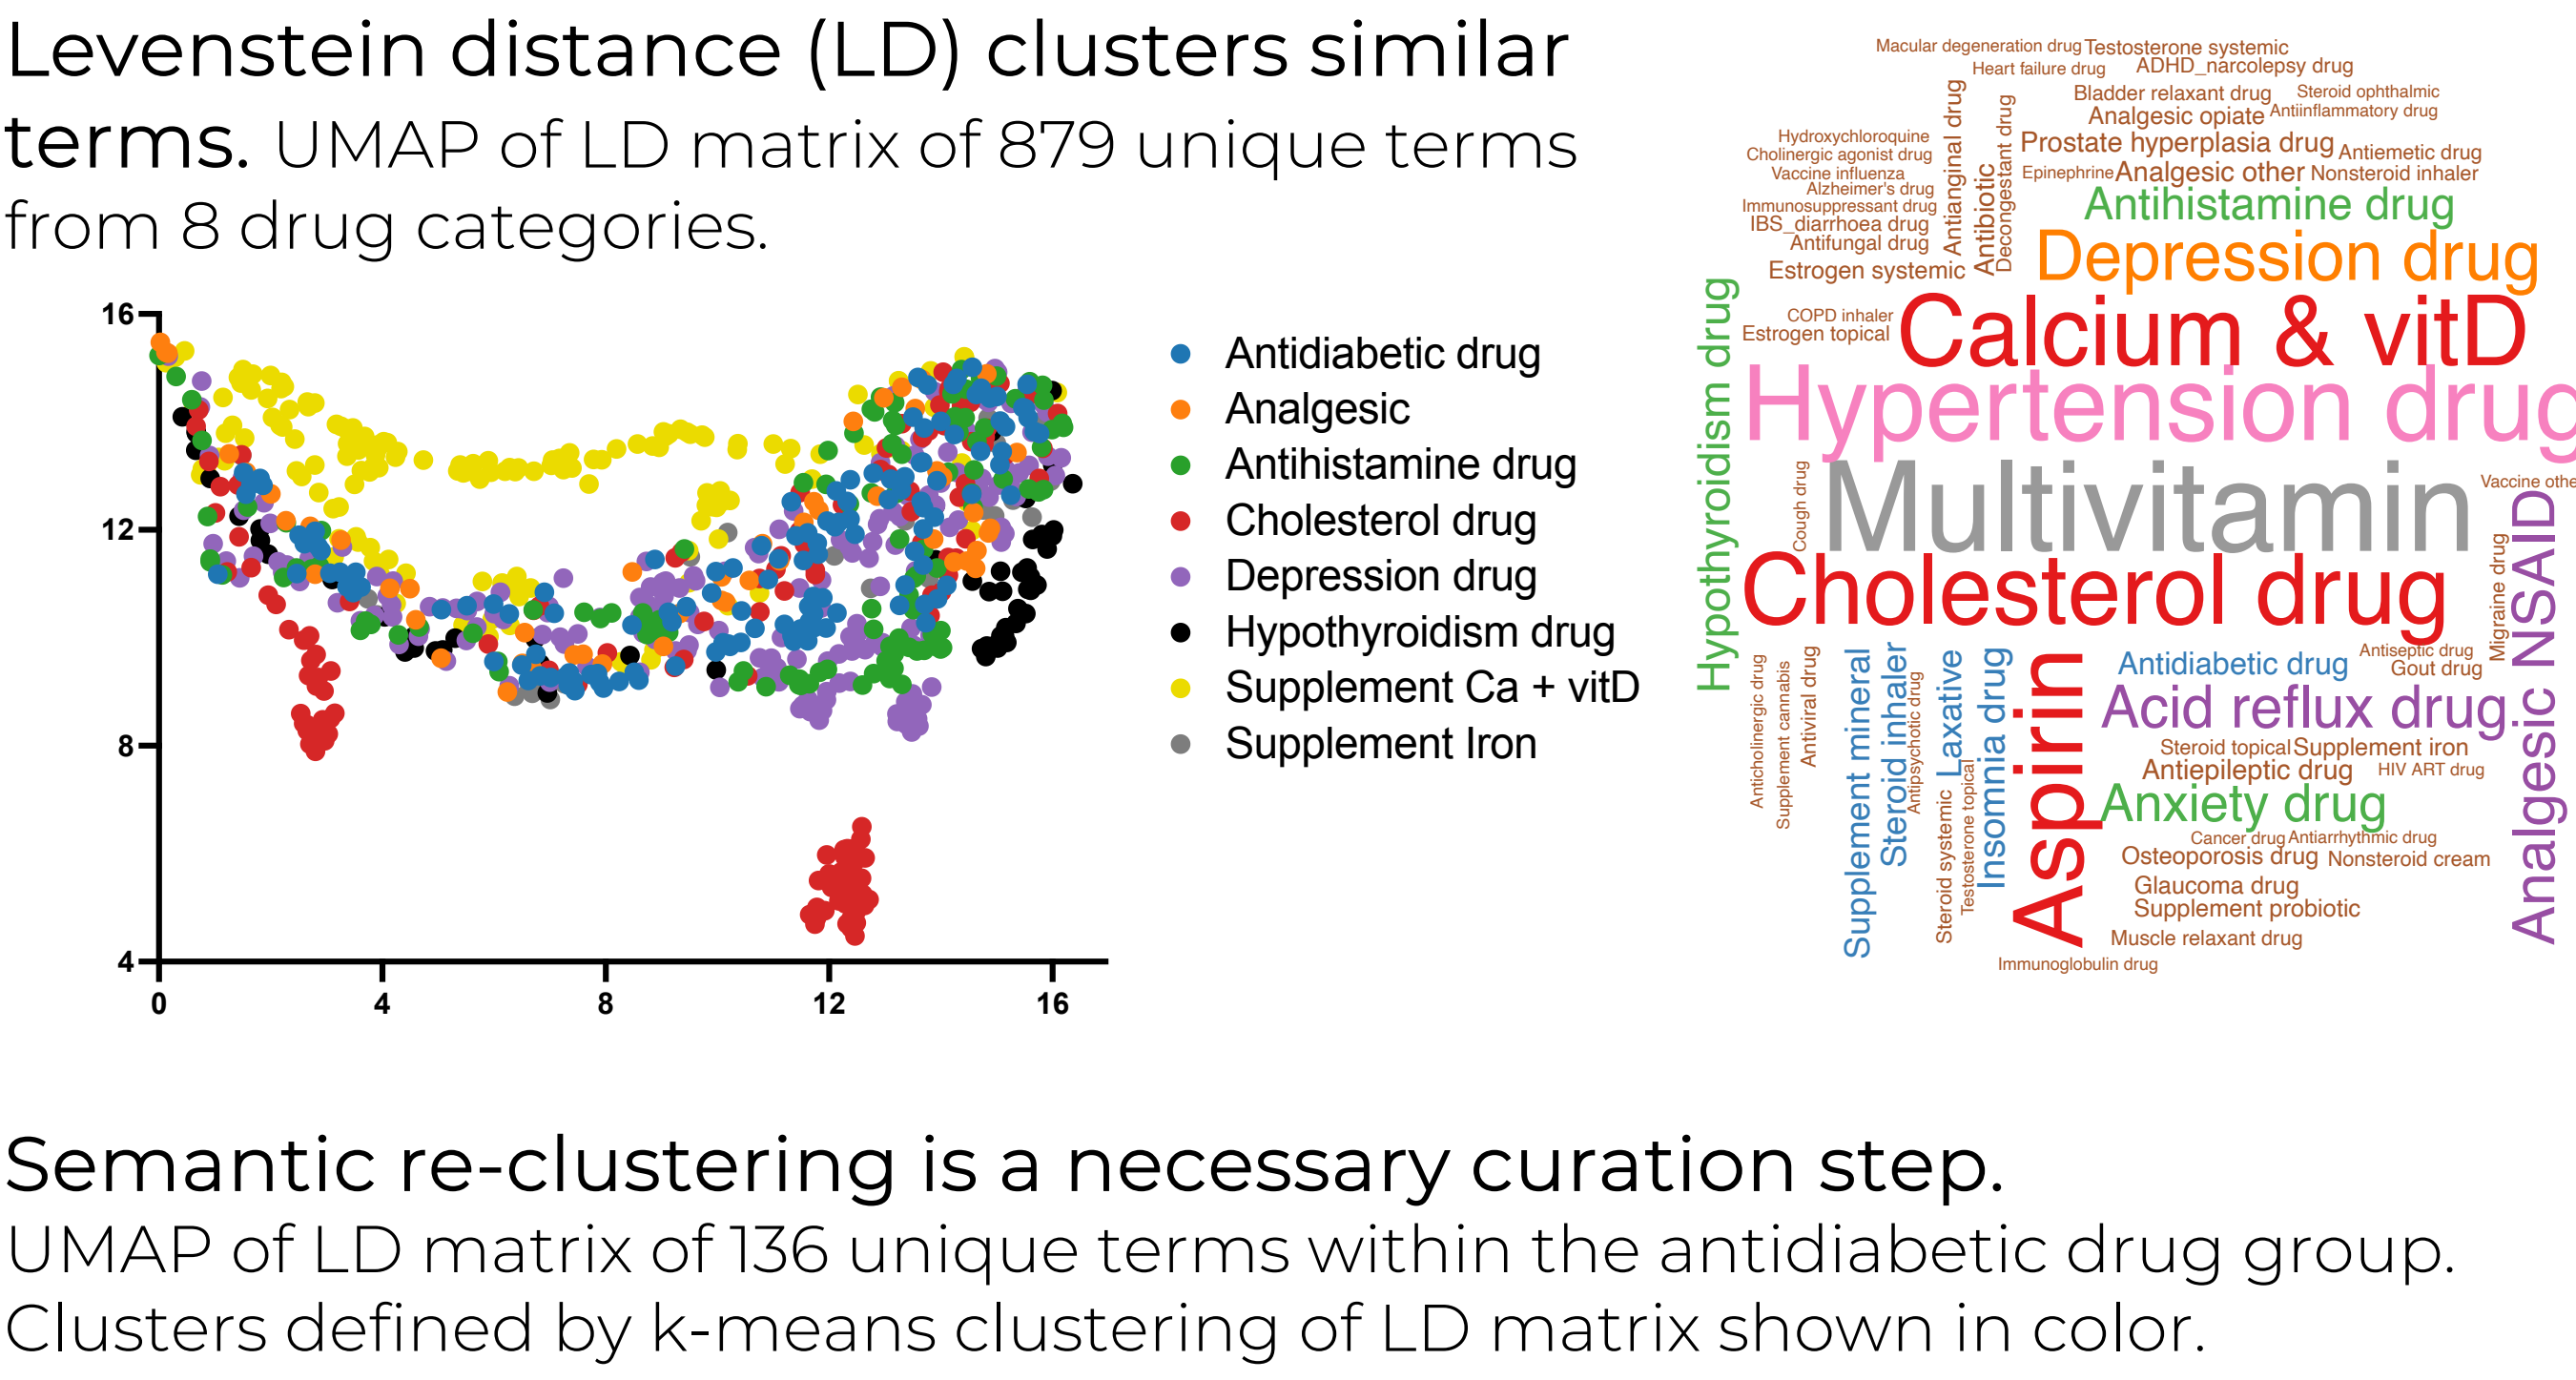 Levenstein distance (LD) clusters similar
terms. UMAP of LD matrix of 879 unique terms
from 8 drug categories.
16
12
8
4
0 4 8 12 16
Antidiabetic drug
Analgesic
Antihistamine drug
Cholesterol drug
Depression drug
Hypothyroidism drug
Supplement Ca + vitD
Supplement Iron
Macular degeneration drug Testosterone systemic
Heart failure drug ADHD_narcolepsy drug
Bladder relaxant drug Steroid ophthalmic
Analgesic opiate Antiinflammatory drug
Hydroxychloroquine
Cholinergic agonist drug
Vaccine influenza
Alzheimer's drug
Immunosuppressant drug
IBS_diarrhoea drug
Antifungal drug
Estrogen systemic
Antianginal drug
Antibiotic
Decongestant drug
Prostate hyperplasia drug Antiemetic drug
Epinephrine Analgesic other Nonsteroid inhaler
Antihistamine drug
Depression drug
Hypothyroidism drug
COPD inhaler
Estrogen topical
Calcium & vitD
Hypertension drug
Cough drug
Multivitamin
Vaccine othe
Cholesterol drug
Migraine drug
Analgesic NSAID
Anticholinergic drug
Supplement cannabis
Antiviral drug
Supplement mineral
Steroid inhaler
Antipsychotic drug
Steroid systemic
Laxative
Testosterone topical
Insomnia drug
Aspirin
Antidiabetic drug
Antiseptic drug
Gout drug
Acid reflux drug
Steroid topical Supplement iron
Antiepileptic drug HIV ART drug
Anxiety drug
Cancer drug Antiarrhythmic drug
Osteoporosis drug Nonsteroid cream
Glaucoma drug
Supplement probiotic
Muscle relaxant drug
Immunoglobulin drug
Semantic re-clustering is a necessary curation step.
UMAP of LD matrix of 136 unique terms within the antidiabetic drug group.
Clusters defined by k-means clustering of LD matrix shown in color.